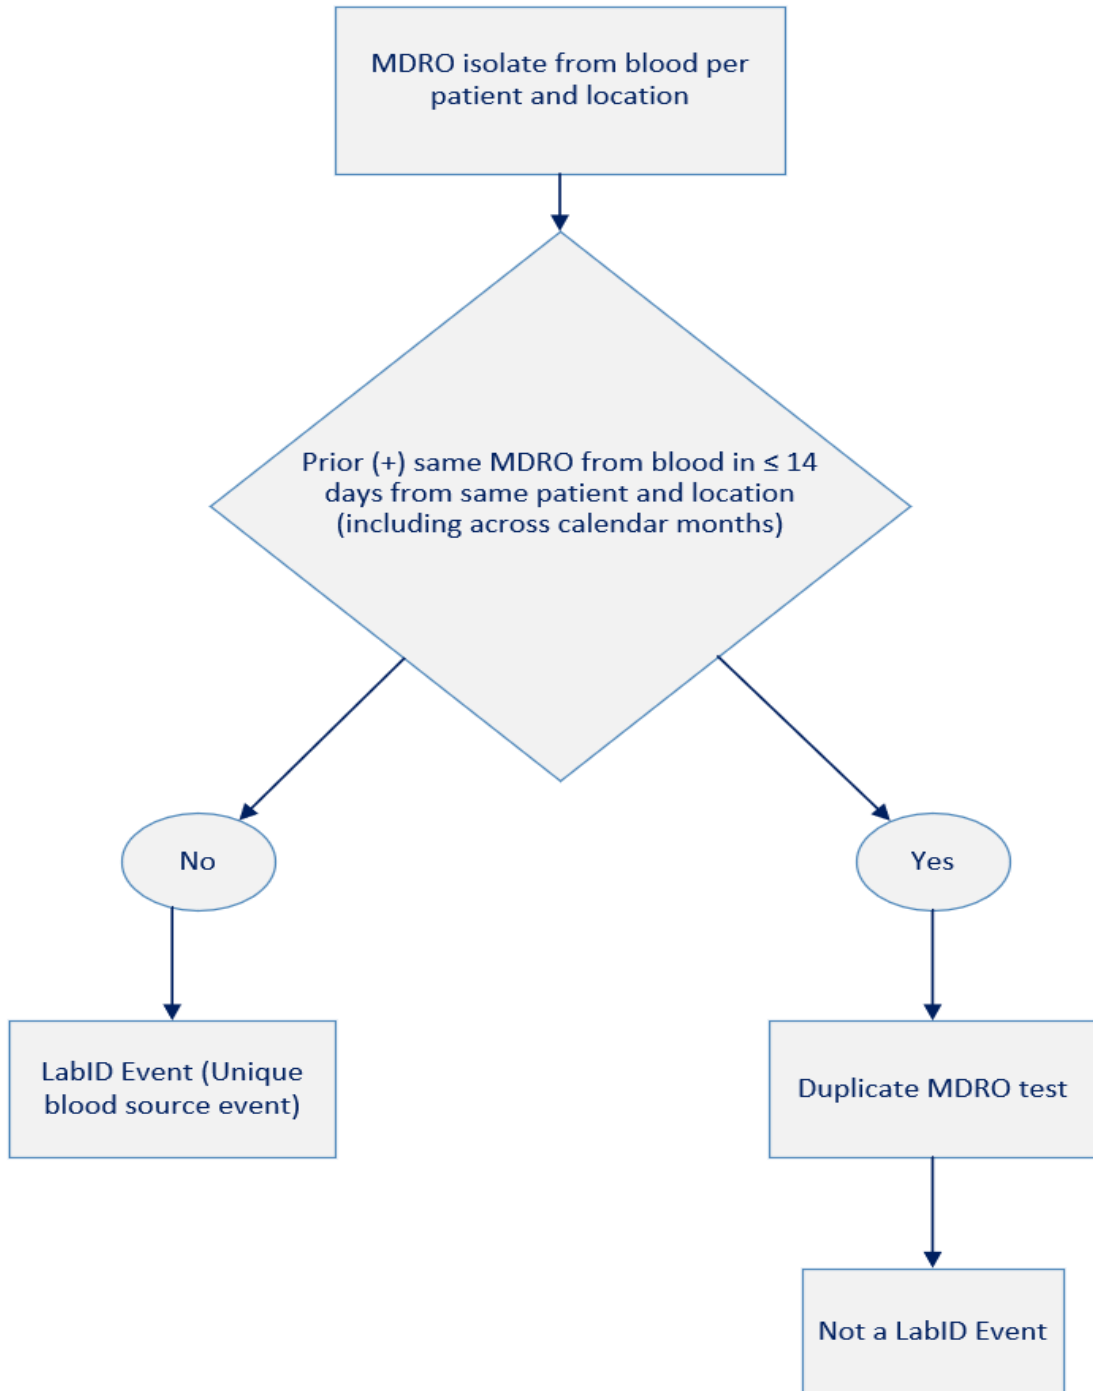 MDRO isolate from blood per
patient and location
Prior (+) same MDRO from blood in ≤ 14
days from same patient and location
(including across calendar months)
No
Yes
LabID Event (Unique
blood source event)
Duplicate MDRO test
Not a LabID Event